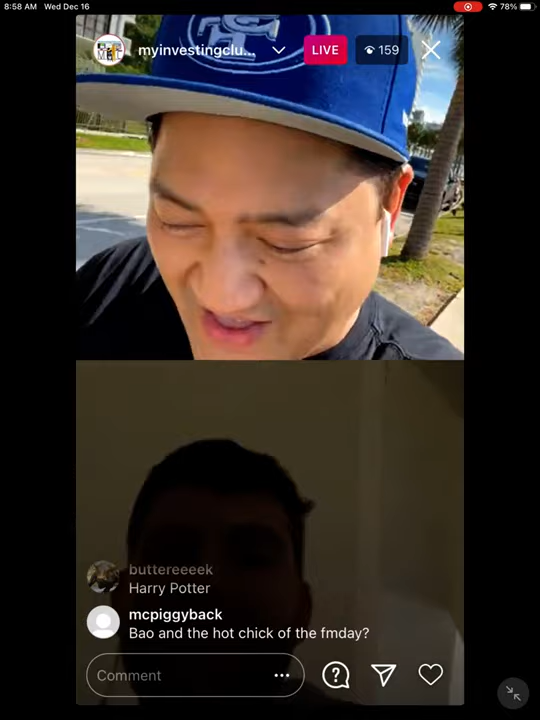 8:58 AM Wed Dec 16 78%
SF
myinvestingclu... LIVE 159
buttereeeek
Harry Potter
mcpiggyback
Bao and the hot chick of the fmday?
Comment